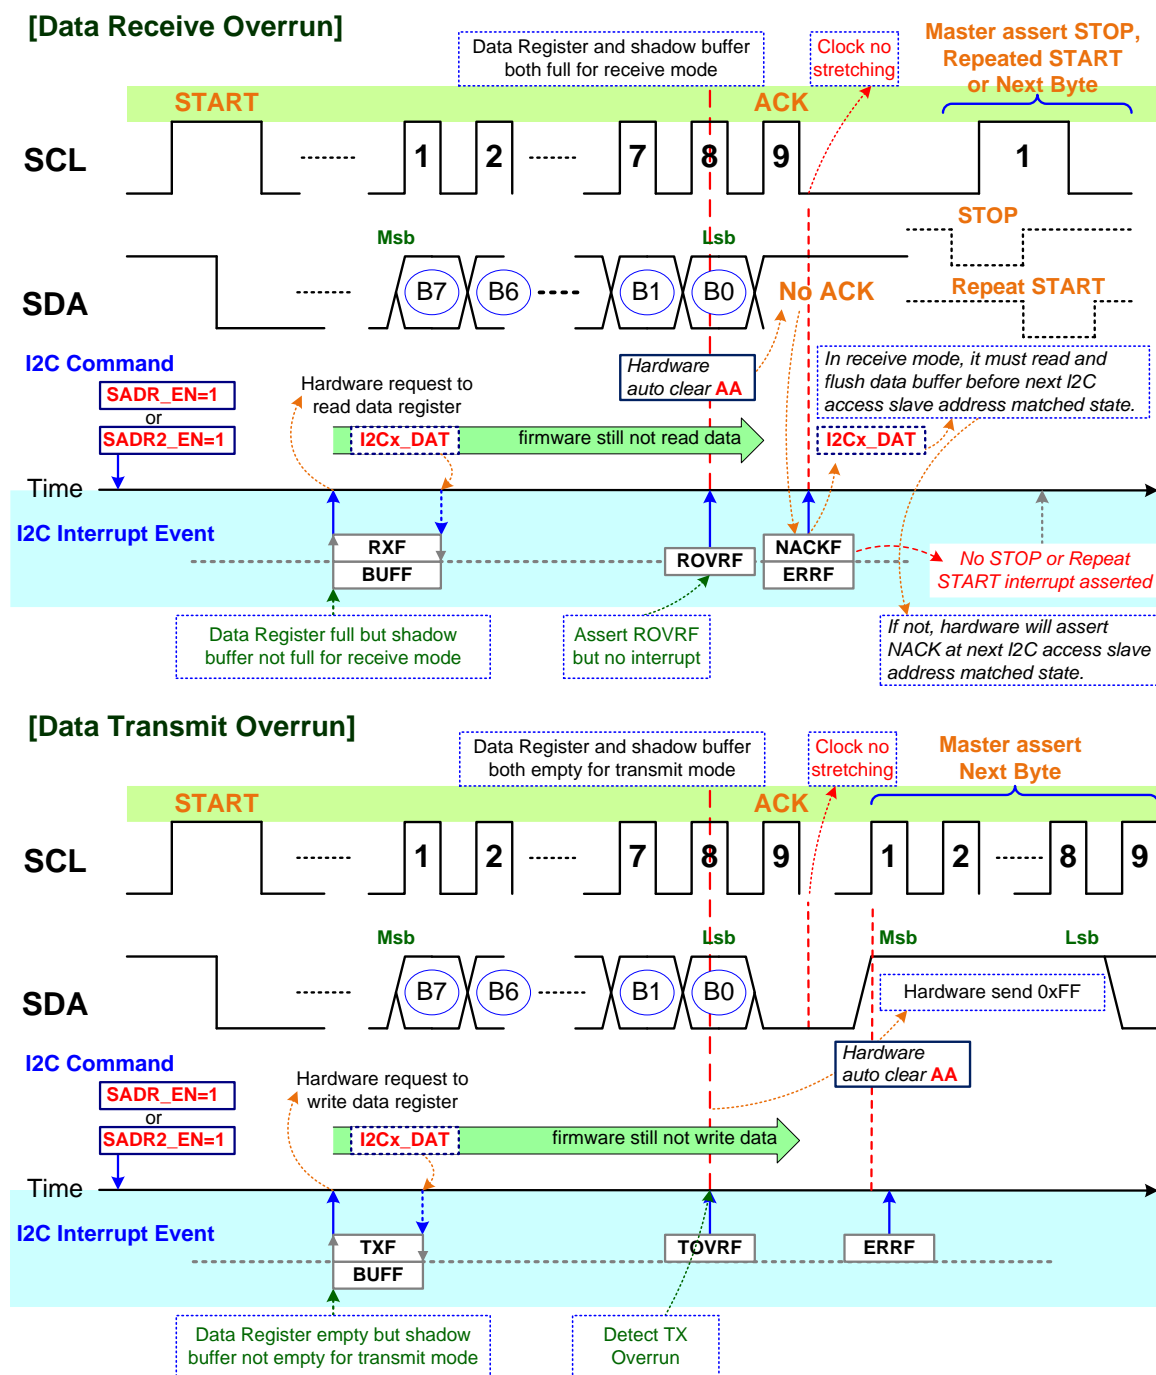 [Data Receive Overrun]
Data Register and shadow buffer
both full for receive mode
Clock no
stretching
Master assert STOP,
Repeated START
or Next Byte
START
ACK
SCL
1
2
7
8
9
1
STOP
Msb
Lsb
SDA
B7
B6
B1
B0
No ACK
Repeat START
I2C Command
SADR_EN=1
or
SADR2_EN=1
Hardware request to
read data register
Hardware
auto clear AA
In receive mode, it must read and
flush data buffer before next I2C
access slave address matched state.
I2Cx_DAT
firmware still not read data
I2Cx_DAT
Time
I2C Interrupt Event
RXF
BUFF
ROVRF
NACKF
ERRF
No STOP or Repeat
START interrupt asserted
Data Register full but shadow
buffer not full for receive mode
Assert ROVRF
but no interrupt
If not, hardware will assert
NACK at next I2C access slave
address matched state.
[Data Transmit Overrun]
Data Register and shadow buffer
both empty for transmit mode
Clock no
stretching
Master assert
Next Byte
START
ACK
SCL
1
2
7
8
9
1
2
8
9
Msb
Lsb
Msb
Lsb
SDA
B7
B6
B1
B0
Hardware send 0xFF
I2C Command
SADR_EN=1
or
SADR2_EN=1
Hardware request to
write data register
Hardware
auto clear AA
I2Cx_DAT
firmware still not write data
Time
I2C Interrupt Event
TXF
BUFF
TOVRF
ERRF
Data Register empty but shadow
buffer not empty for transmit mode
Detect TX
Overrun